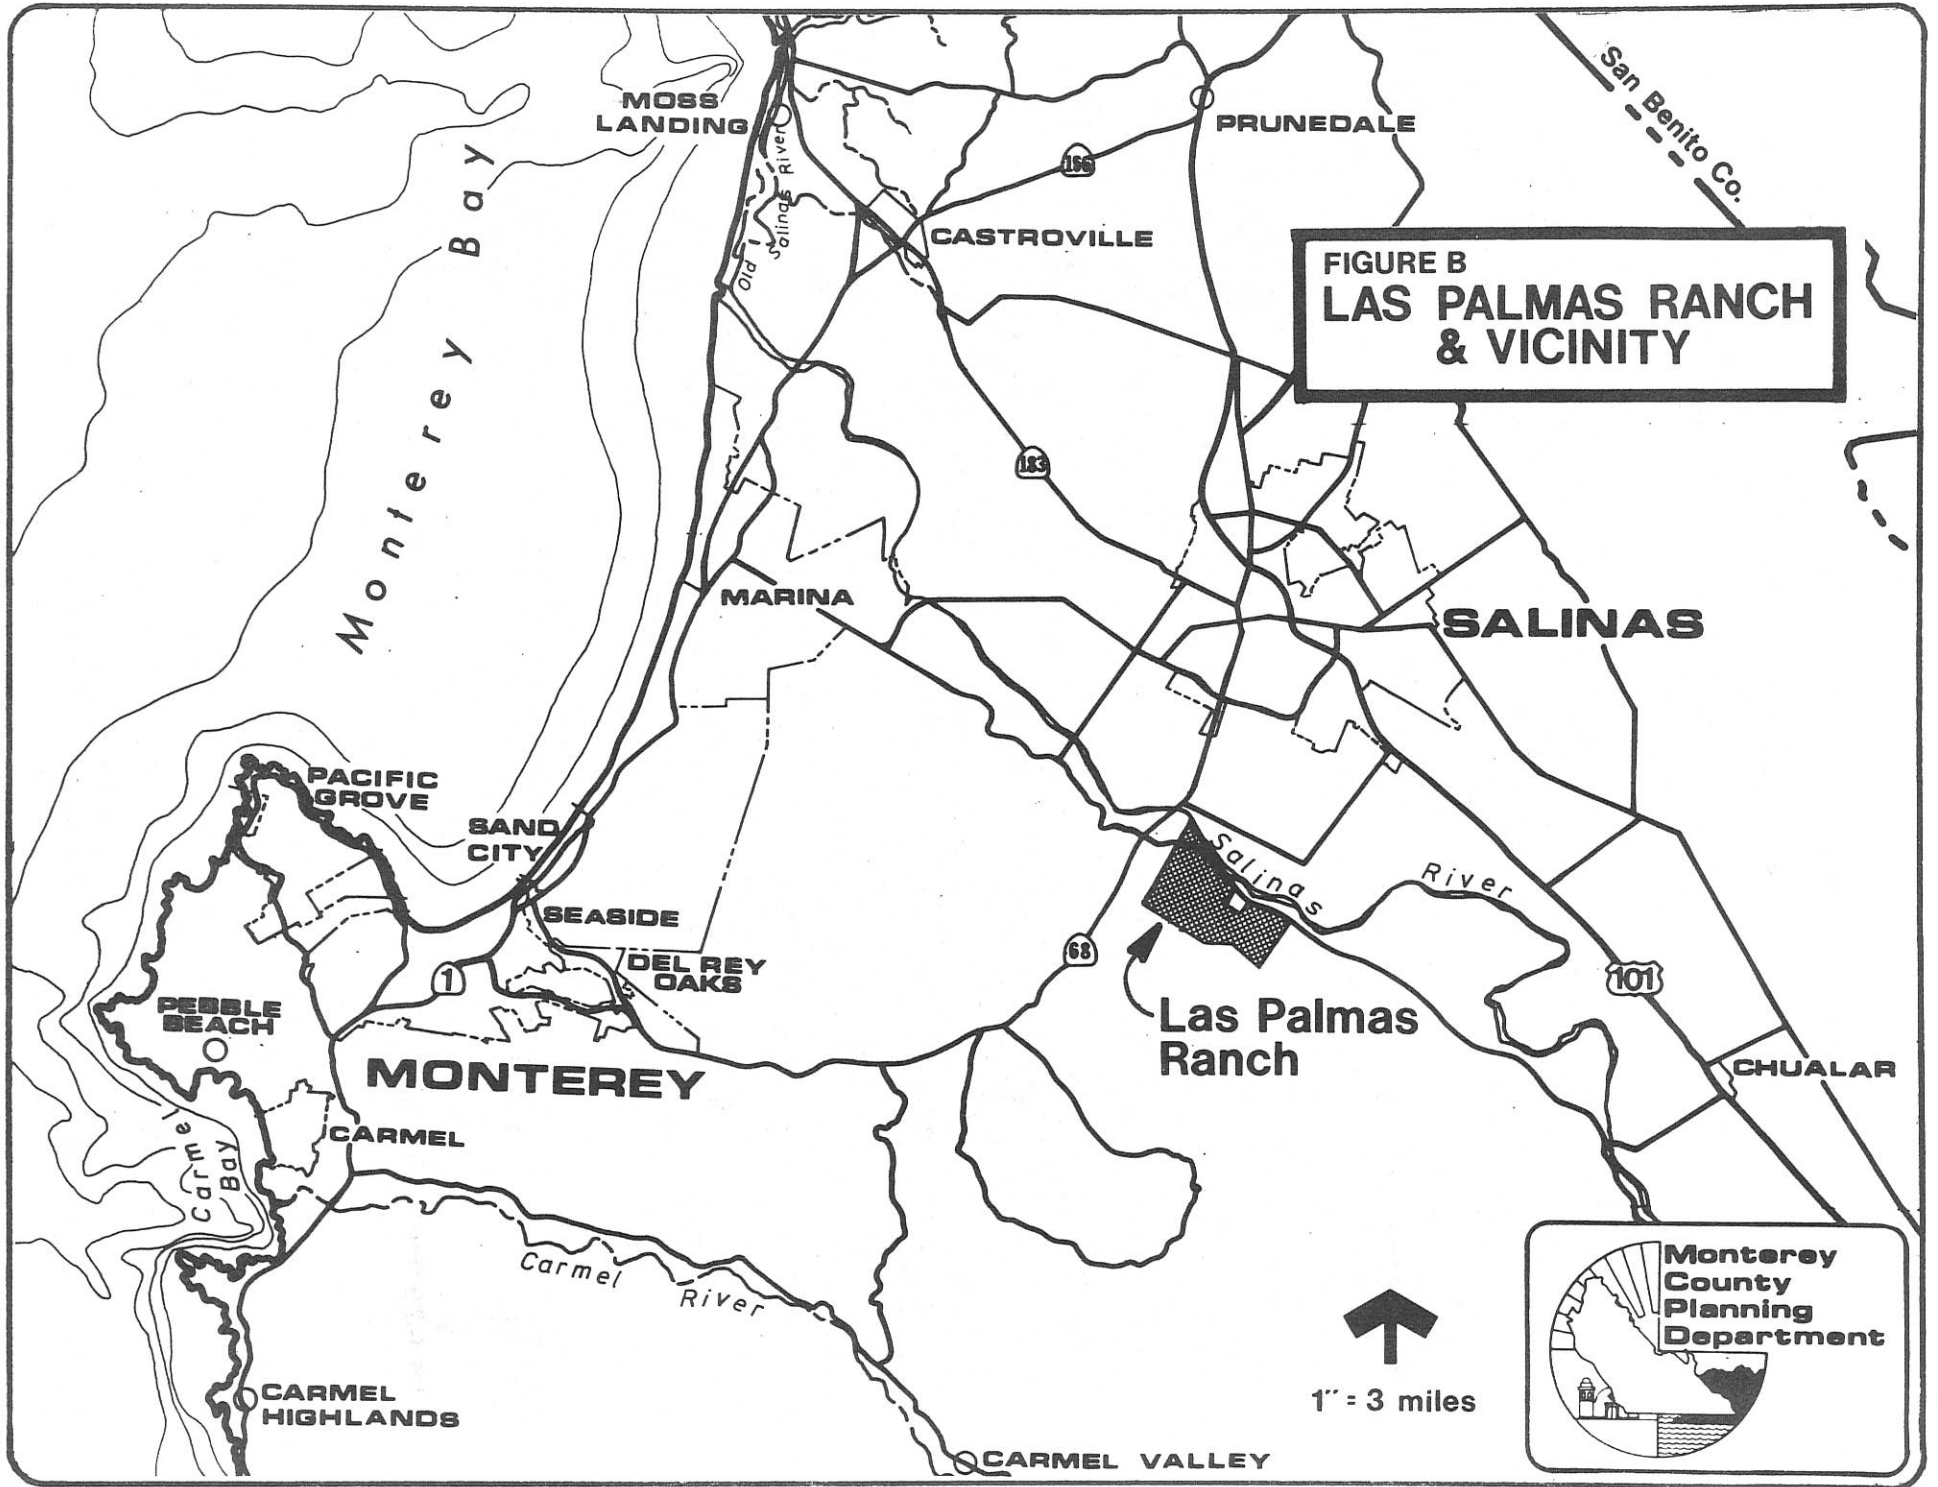 San Benito Co.
MOSS
LANDING
PRUNEDALE
156
Old Salinas River
CASTROVILLE
FIGURE B
LAS PALMAS RANCH
& VICINITY
Monterey Bay
183
MARINA
SALINAS
PACIFIC
GROVE
SAND
CITY
Salinas River
SEASIDE
68
DEL REY
OAKS
1
101
PEBBLE
BEACH
Las Palmas
Ranch
MONTEREY
CHUALAR
CARMEL
Carmel
Bay
Carmel River
Monterey
County
Planning
Department
1" = 3 miles
CARMEL
HIGHLANDS
CARMEL VALLEY